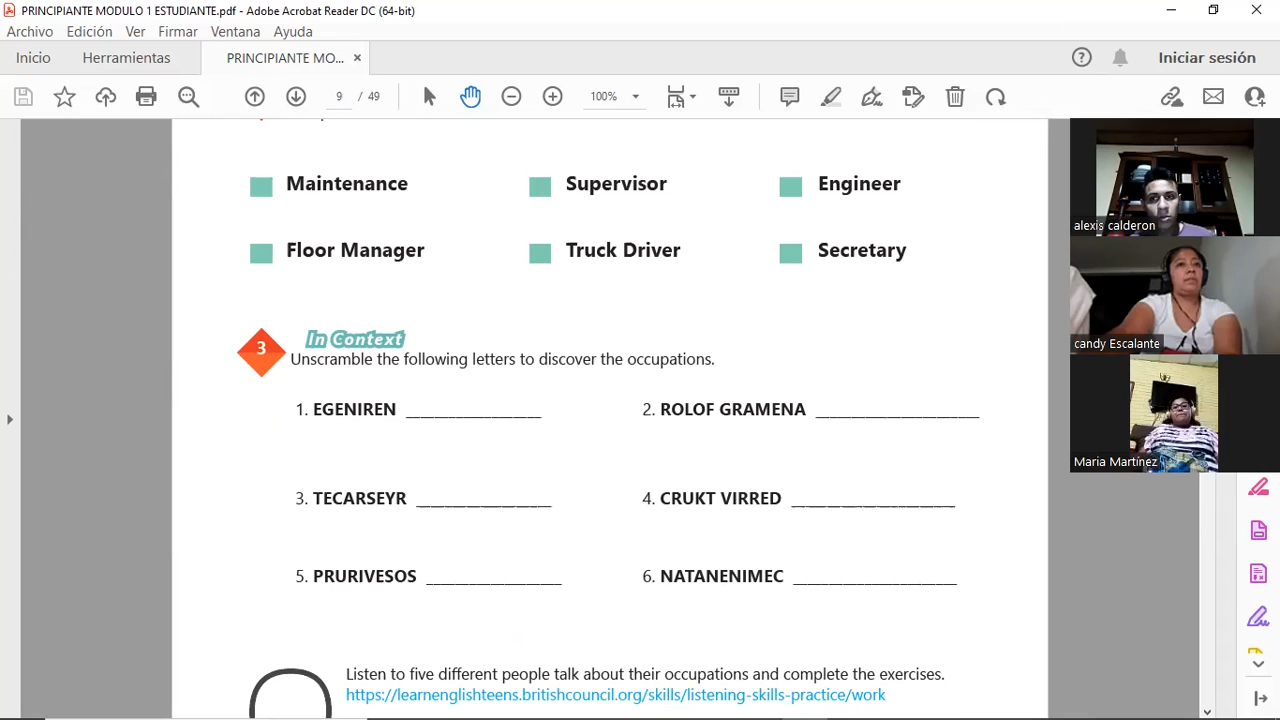 PRINCIPIANTE MODULO 1 ESTUDIANTE.pdf - Adobe Acrobat Reader DC (64-bit)
Archivo Edición Ver Firmar Ventana Ayuda
Inicio Herramientas PRINCIPIANTE MO... × Iniciar sesión
9 / 49 100%
Maintenance Supervisor Engineer
Floor Manager Truck Driver Secretary
3 In Context
Unscramble the following letters to discover the occupations.
1. EGENIREN ________________ 2. ROLOF GRAMENA ____________________
3. TECARSEYR ________________ 4. CRUKT VIRRED ____________________
5. PRURIVESOS ________________ 6. NATANENIMEC ____________________
Listen to five different people talk about their occupations and complete the exercises.
https://learnenglishteens.britishcouncil.org/skills/listening-skills-practice/work
alexis calderon
candy Escalante
Maria Martínez